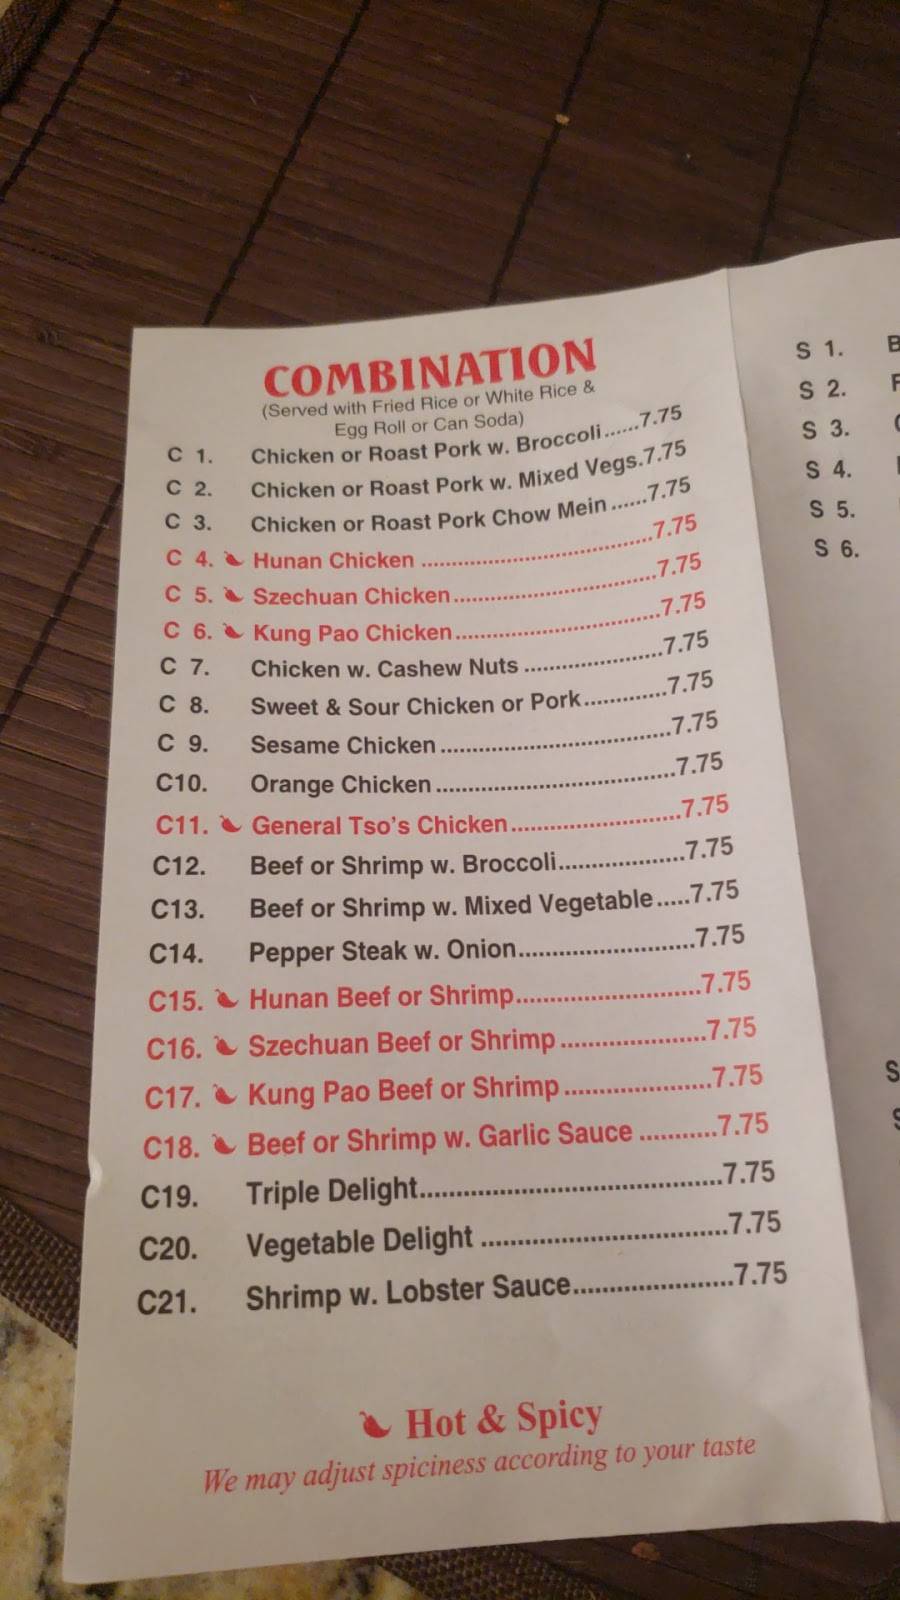 COMBINATION
(Served with Fried Rice or White Rice &
Egg Roll or Can Soda)
C 1. Chicken or Roast Pork w. Broccoli......7.75
C 2. Chicken or Roast Pork w. Mixed Vegs.7.75
C 3. Chicken or Roast Pork Chow Mein ......7.75
C 4. Hunan Chicken ....................................7.75
C 5. Szechuan Chicken...............................7.75
C 6. Kung Pao Chicken...............................7.75
C 7. Chicken w. Cashew Nuts .....................7.75
C 8. Sweet & Sour Chicken or Pork............7.75
C 9. Sesame Chicken..................................7.75
C10. Orange Chicken...................................7.75
C11. General Tso's Chicken.........................7.75
C12. Beef or Shrimp w. Broccoli...................7.75
C13. Beef or Shrimp w. Mixed Vegetable.....7.75
C14. Pepper Steak w. Onion..........................7.75
C15. Hunan Beef or Shrimp...........................7.75
C16. Szechuan Beef or Shrimp.....................7.75
C17. Kung Pao Beef or Shrimp.....................7.75
C18. Beef or Shrimp w. Garlic Sauce ...........7.75
C19. Triple Delight..........................................7.75
C20. Vegetable Delight ..................................7.75
C21. Shrimp w. Lobster Sauce......................7.75
Hot & Spicy
We may adjust spiciness according to your taste
S 1.
S 2.
S 3.
S 4.
S 5.
S 6.